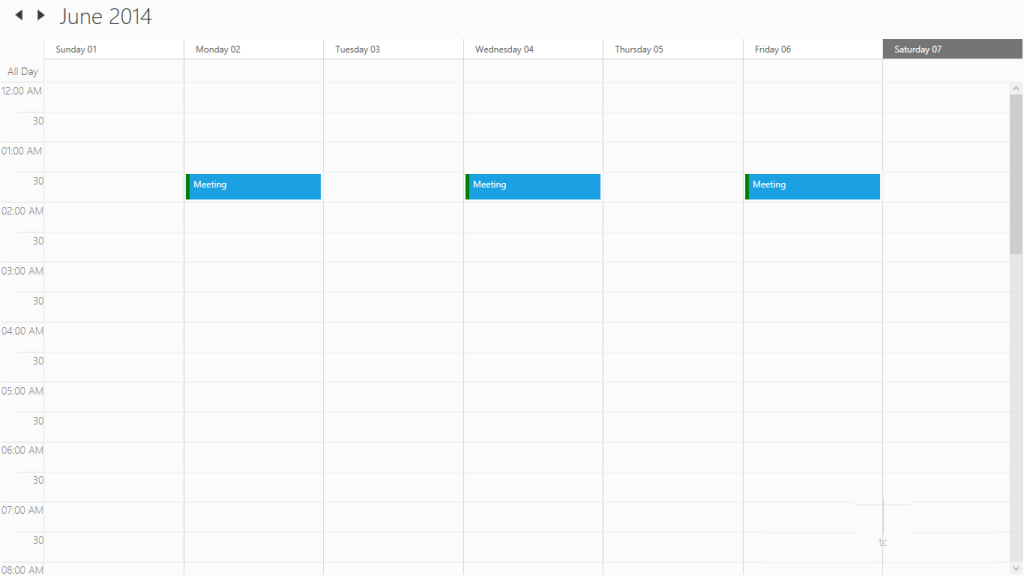 June 2014
Sunday 01 Monday 02 Tuesday 03 Wednesday 04 Thursday 05 Friday 06 Saturday 07
All Day
12:00 AM
30
01:00 AM
30 Meeting Meeting Meeting
02:00 AM
30
03:00 AM
30
04:00 AM
30
05:00 AM
30
06:00 AM
30
07:00 AM
30
08:00 AM